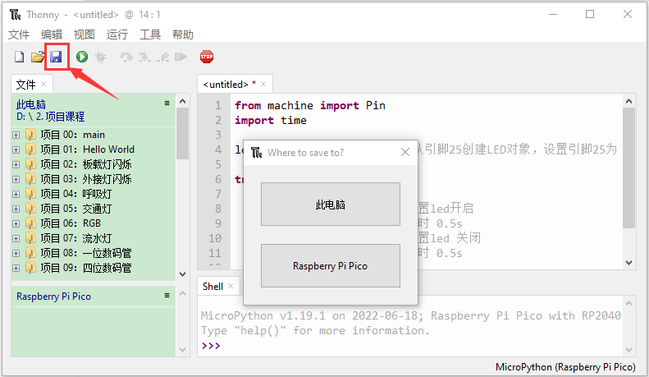 Thonny - <untitled> @ 14 : 1
文件 编辑 视图 运行 工具 帮助
STOP
文件
此电脑
D: \ 2. 项目课程
项目 00： main
项目 01： Hello World
项目 02： 板载灯闪烁
项目 03： 外接灯闪烁
项目 04： 呼吸灯
项目 05： 交通灯
项目 06： RGB
项目 07： 流水灯
项目 08： 一位数码管
项目 09： 四位数码管
Raspberry Pi Pico
<untitled> *
1 from machine import Pin
2 import time
3
4 从引脚25创建LED对象，设置引脚25为
5
6
7
8 置led开启
9 时 0.5s
10 置led 关闭
11 时 0.5s
12
Where to save to?
此电脑
Raspberry Pi Pico
Shell
MicroPython v1.19.1 on 2022-06-18; Raspberry Pi Pico with RP2040
Type "help()" for more information.
>>>
MicroPython (Raspberry Pi Pico)